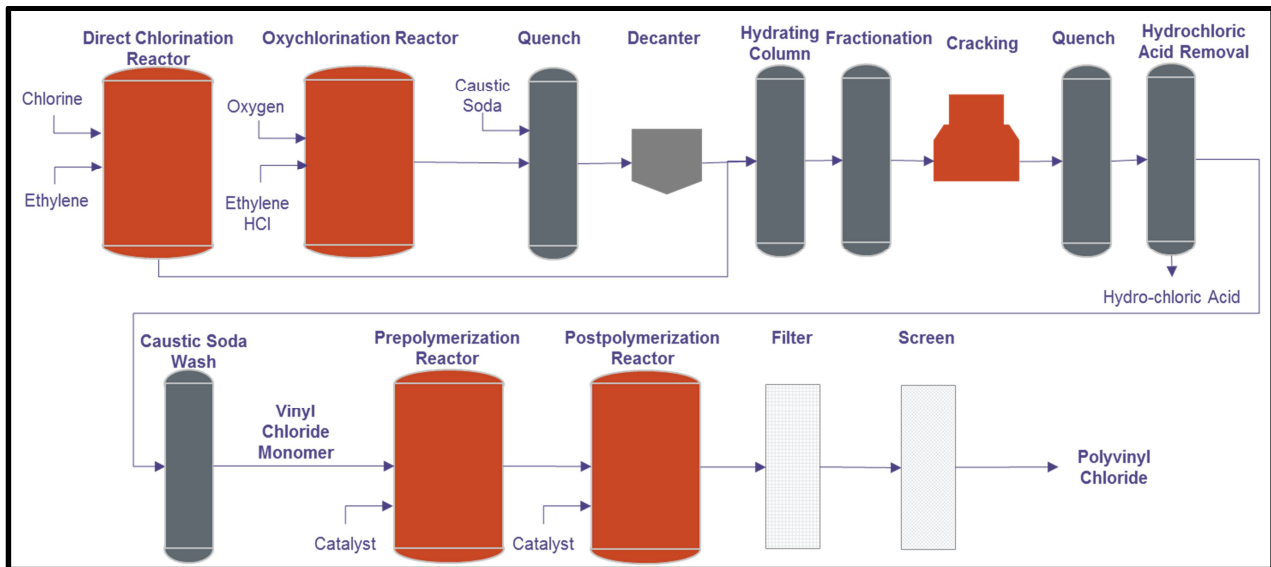 Direct Chlorination
Reactor
Oxychlorination Reactor
Quench
Decanter
Hydrating
Column
Fractionation
Cracking
Quench
Hydrochloric
Acid Removal
Chlorine
Ethylene
Oxygen
Ethylene
HCl
Caustic
Soda
Hydro-chloric Acid
Caustic Soda
Wash
Prepolymerization
Reactor
Postpolymerization
Reactor
Filter
Screen
Vinyl
Chloride
Monomer
Catalyst
Catalyst
Polyvinyl
Chloride